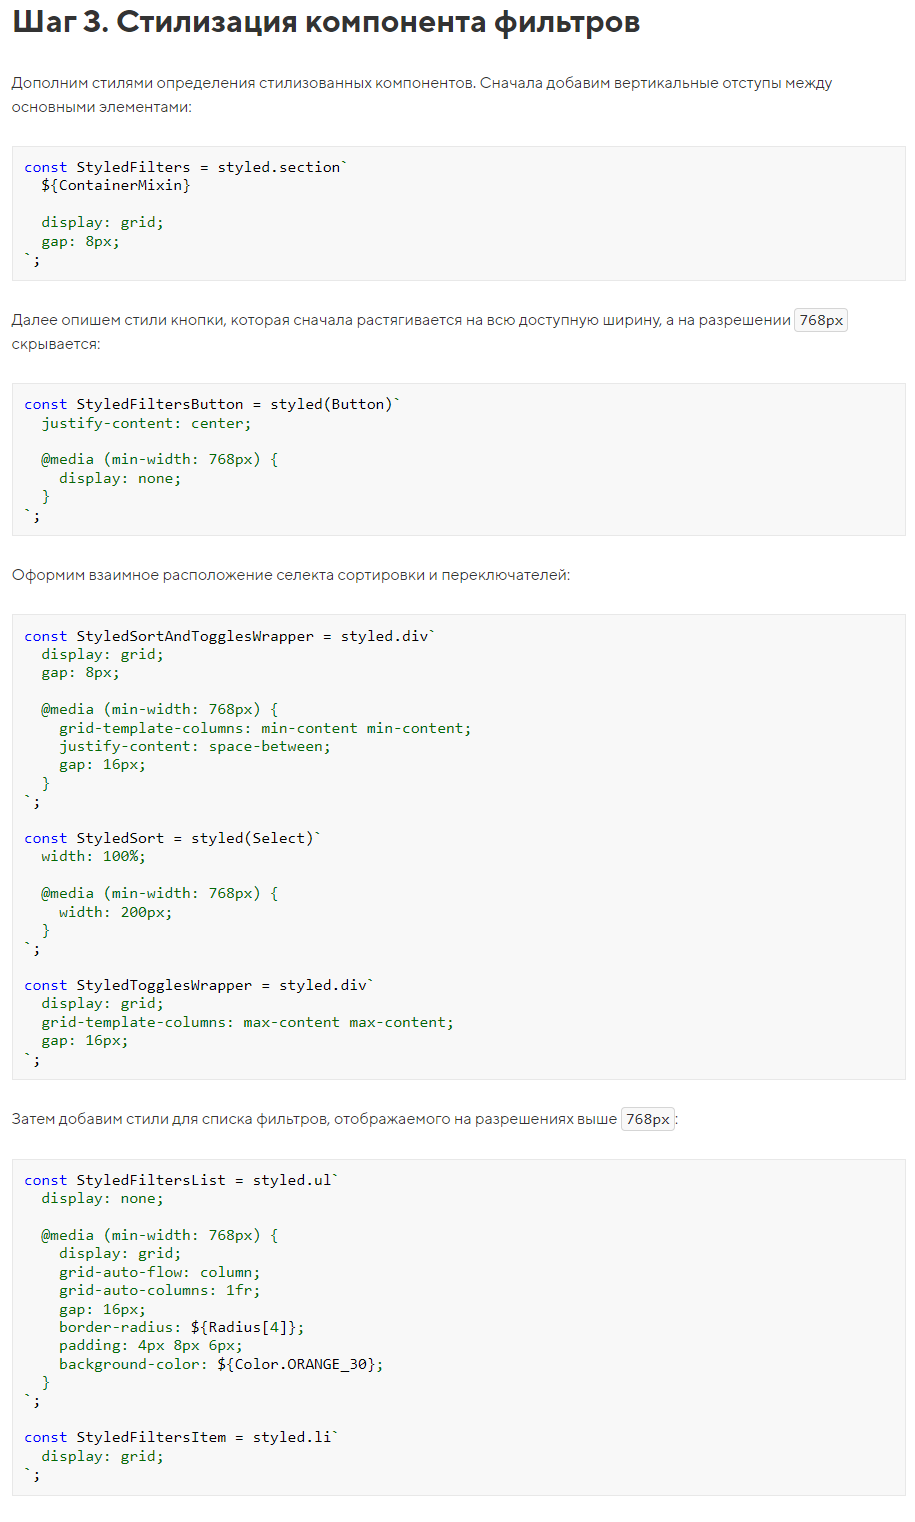 Шаг 3. Стилизация компонента фильтров
Дополним стилями определения стилизованных компонентов. Сначала добавим вертикальные отступы между
основными элементами:
const StyledFilters = styled.section`
  ${ContainerMixin}

  display: grid;
  gap: 8px;
`;
Далее опишем стили кнопки, которая сначала растягивается на всю доступную ширину, а на разрешении 768px
скрывается:
const StyledFiltersButton = styled(Button)`
  justify-content: center;

  @media (min-width: 768px) {
    display: none;
  }
`;
Оформим взаимное расположение селекта сортировки и переключателей:
const StyledSortAndTogglesWrapper = styled.div`
  display: grid;
  gap: 8px;

  @media (min-width: 768px) {
    grid-template-columns: min-content min-content;
    justify-content: space-between;
    gap: 16px;
  }
`;

const StyledSort = styled(Select)`
  width: 100%;

  @media (min-width: 768px) {
    width: 200px;
  }
`;

const StyledTogglesWrapper = styled.div`
  display: grid;
  grid-template-columns: max-content max-content;
  gap: 16px;
`;
Затем добавим стили для списка фильтров, отображаемого на разрешениях выше 768px:
const StyledFiltersList = styled.ul`
  display: none;

  @media (min-width: 768px) {
    display: grid;
    grid-auto-flow: column;
    grid-auto-columns: 1fr;
    gap: 16px;
    border-radius: ${Radius[4]};
    padding: 4px 8px 6px;
    background-color: ${Color.ORANGE_30};
  }
`;

const StyledFiltersItem = styled.li`
  display: grid;
`;